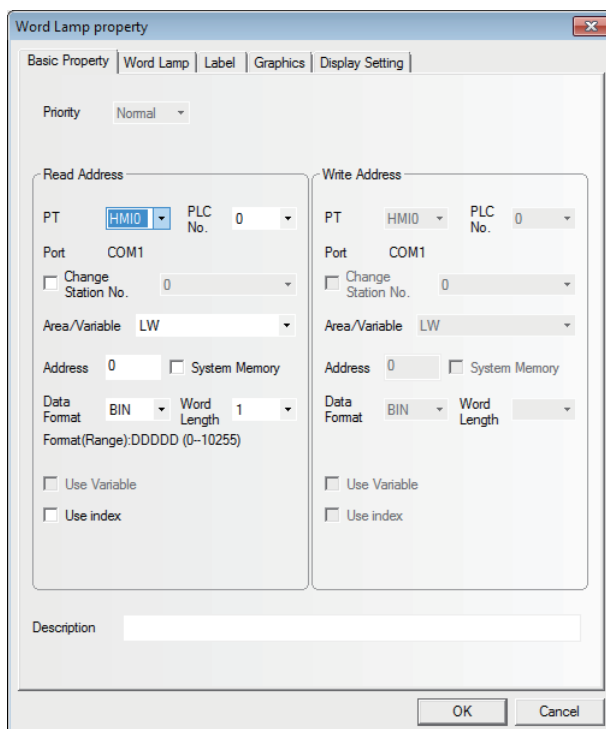 Word Lamp property
Basic Property Word Lamp Label Graphics Display Setting
Priority Normal
Read Address
PT HMI0 PLC No. 0
Port COM1
Change Station No. 0
Area/Variable LW
Address 0 System Memory
Data Format BIN Word Length 1
Format(Range):DDDDD (0--10255)
Use Variable
Use index
Write Address
PT HMI0 PLC No. 0
Port COM1
Change Station No. 0
Area/Variable LW
Address 0 System Memory
Data Format BIN Word Length
Use Variable
Use index
Description
OK Cancel